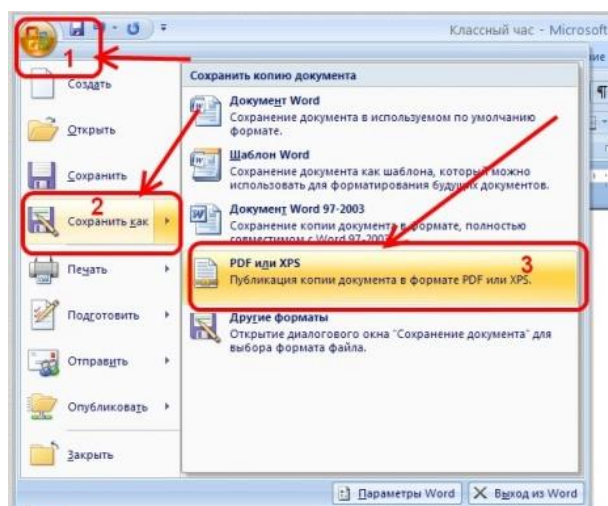 Классный час - Microsoft
1
Создать
Открыть
Сохранить
2
Сохранить как
Печать
Подготовить
Отправить
Опубликовать
Закрыть
Сохранить копию документа
Документ Word
Сохранение документа в используемом по умолчанию
формате.
Шаблон Word
Сохранение документа как шаблона, который можно
использовать для форматирования будущих документов.
Документ Word 97-2003
Сохранение копии документа в формате, полностью
совместимом с Word 97-2003.
PDF или XPS
3
Публикация копии документа в формате PDF или XPS.
Другие форматы
Открытие диалогового окна "Сохранение документа" для
выбора формата файла.
Параметры Word
Выход из Word